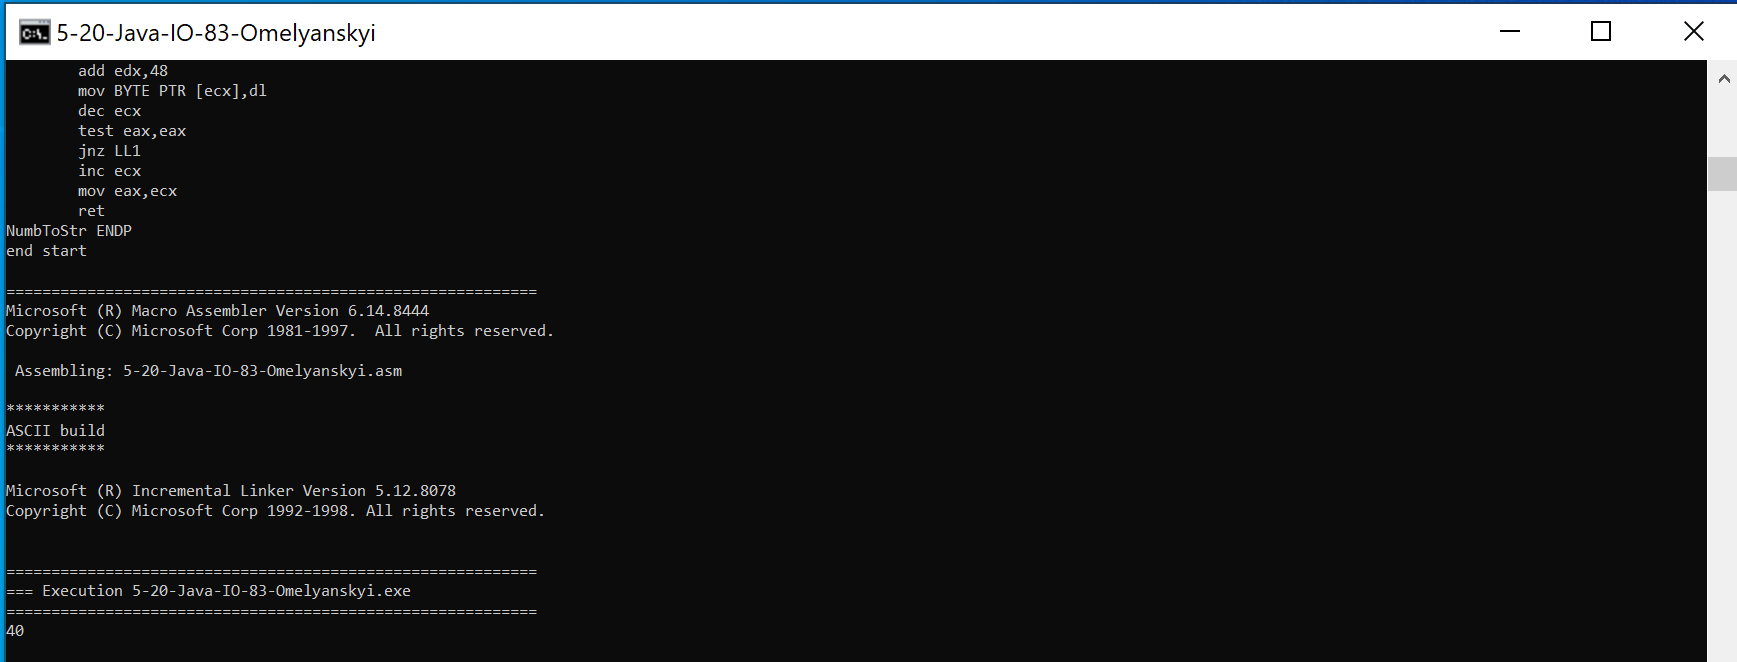 5-20-Java-IO-83-Omelyanskyi
add edx,48
mov BYTE PTR [ecx],dl
dec ecx
test eax,eax
jnz LL1
inc ecx
mov eax,ecx
ret
NumbToStr ENDP
end start
===========================================================
Microsoft (R) Macro Assembler Version 6.14.8444
Copyright (C) Microsoft Corp 1981-1997.  All rights reserved.
Assembling: 5-20-Java-IO-83-Omelyanskyi.asm
***********
ASCII build
***********
Microsoft (R) Incremental Linker Version 5.12.8078
Copyright (C) Microsoft Corp 1992-1998. All rights reserved.
===========================================================
=== Execution 5-20-Java-IO-83-Omelyanskyi.exe
===========================================================
40